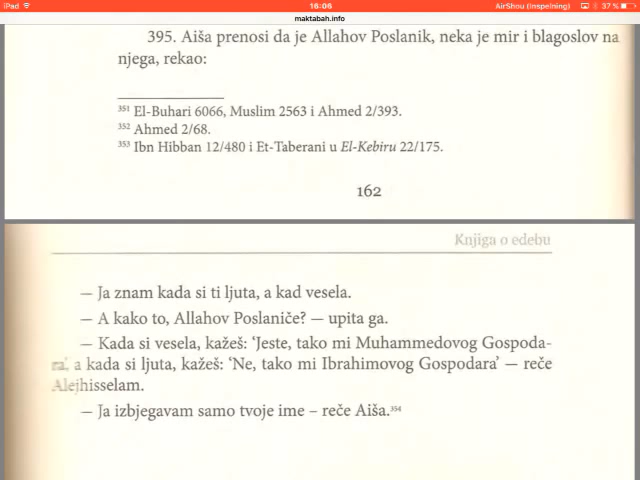 iPad 16:06 AirShou (Inspelning) 37 %
maktabah.info
395. Aiša prenosi da je Allahov Poslanik, neka je mir i blagoslov na
njega, rekao:
351 El-Buhari 6066, Muslim 2563 i Ahmed 2/393.
352 Ahmed 2/68.
353 Ibn Hibban 12/480 i Et-Taberani u El-Kebiru 22/175.
162
Knjiga o edebu
— Ja znam kada si ti ljuta, a kad vesela.
— A kako to, Allahov Poslaniče? — upita ga.
— Kada si vesela, kažeš: ‘Jeste, tako mi Muhammedovog Gospoda-
ra’, a kada si ljuta, kažeš: ‘Ne, tako mi Ibrahimovog Gospodara’ — reče
Alejhisselam.
— Ja izbjegavam samo tvoje ime – reče Aiša.354